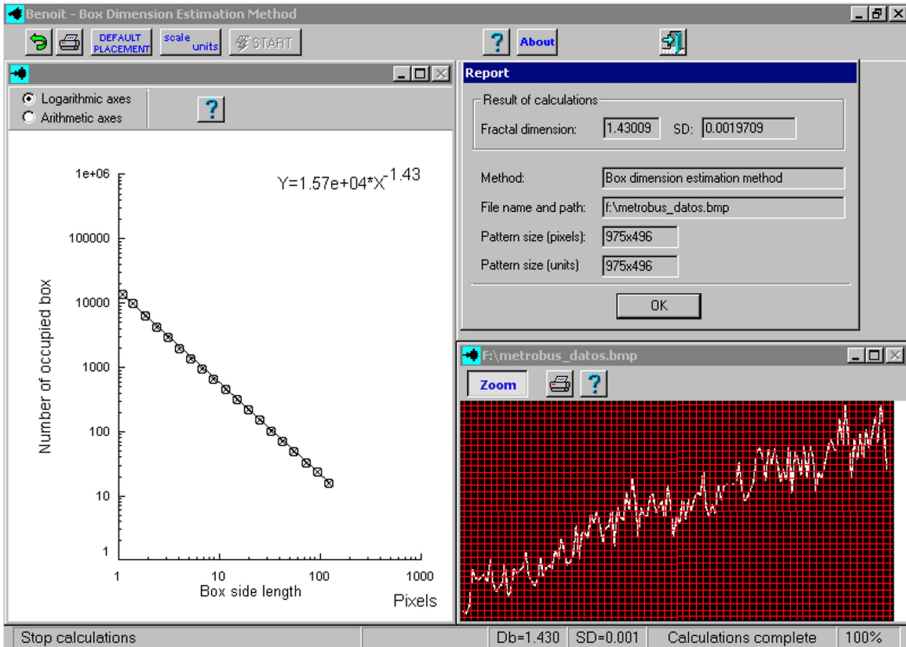 Benoit - Box Dimension Estimation Method
DEFAULT PLACEMENT
scale units
START
?
About
Logarithmic axes
Arithmetic axes
?
Y=1.57e+04*X^-1.43
1e+06
100000
10000
1000
100
10
1
Number of occupied box
1 10 100 1000
Box side length
Pixels
Report
Result of calculations
Fractal dimension: 1.43009 SD: 0.0019709
Method: Box dimension estimation method
File name and path: f:\metrobus_datos.bmp
Pattern size (pixels): 975x496
Pattern size (units) 975x496
OK
F:\metrobus_datos.bmp
Zoom
?
Stop calculations Db=1.430 SD=0.001 Calculations complete 100%